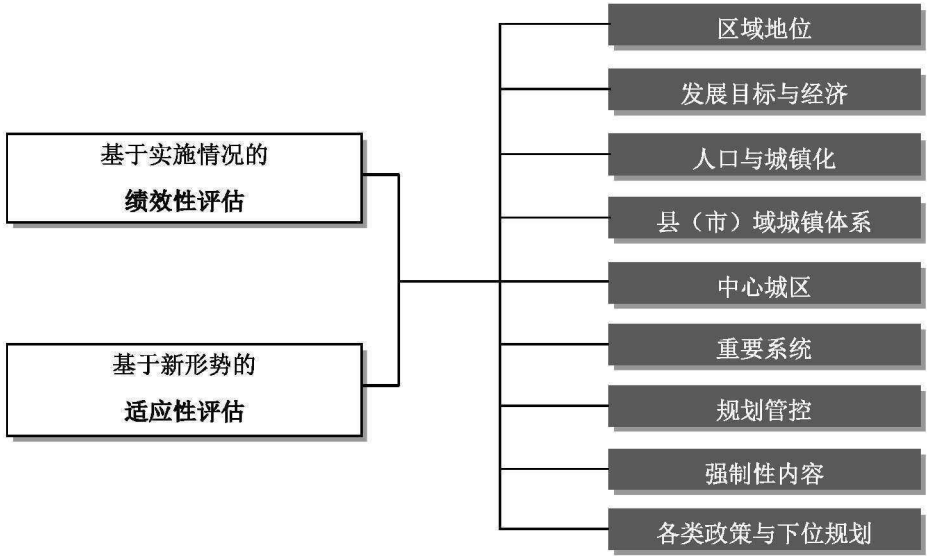 基于实施情况的
绩效性评估
基于新形势的
适应性评估
区域地位
发展目标与经济
人口与城镇化
县（市）域城镇体系
中心城区
重要系统
规划管控
强制性内容
各类政策与下位规划